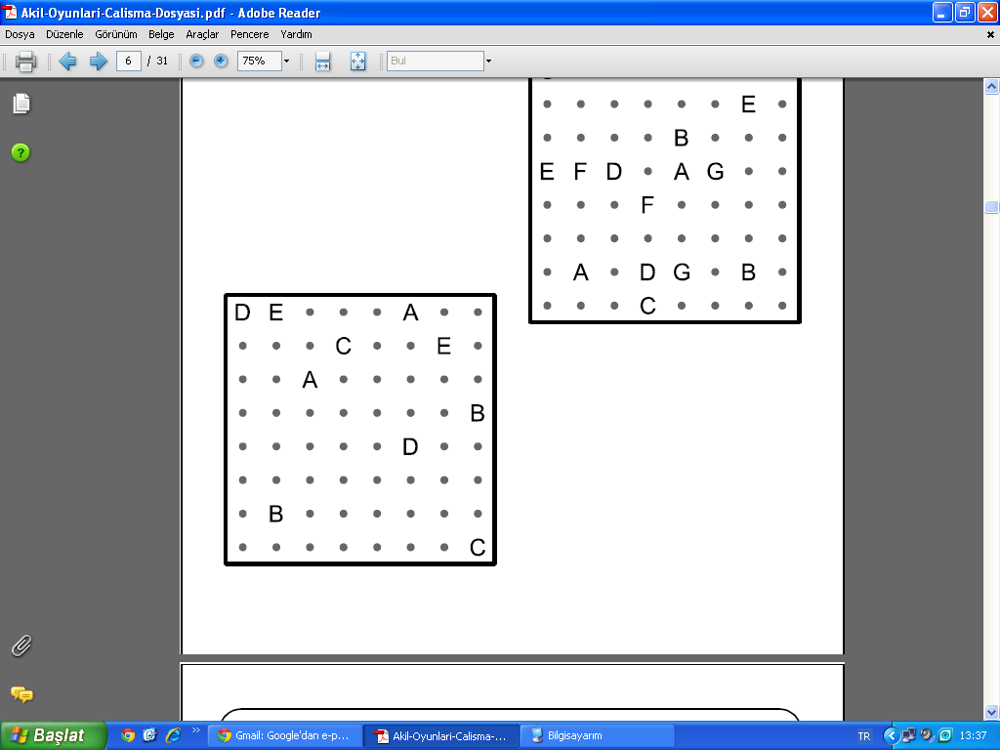 Akil-Oyunlari-Calisma-Dosyasi.pdf - Adobe Reader
Dosya Düzenle Görünüm Belge Araçlar Pencere Yardım
6 / 31 75% Bul
E
B
E F D A G
F
A D G B
C
D E A
C E
A
B
D
B
C
Başlat Gmail: Google'dan e-p... Akil-Oyunlari-Calisma-... Bilgisayarım TR 13:37